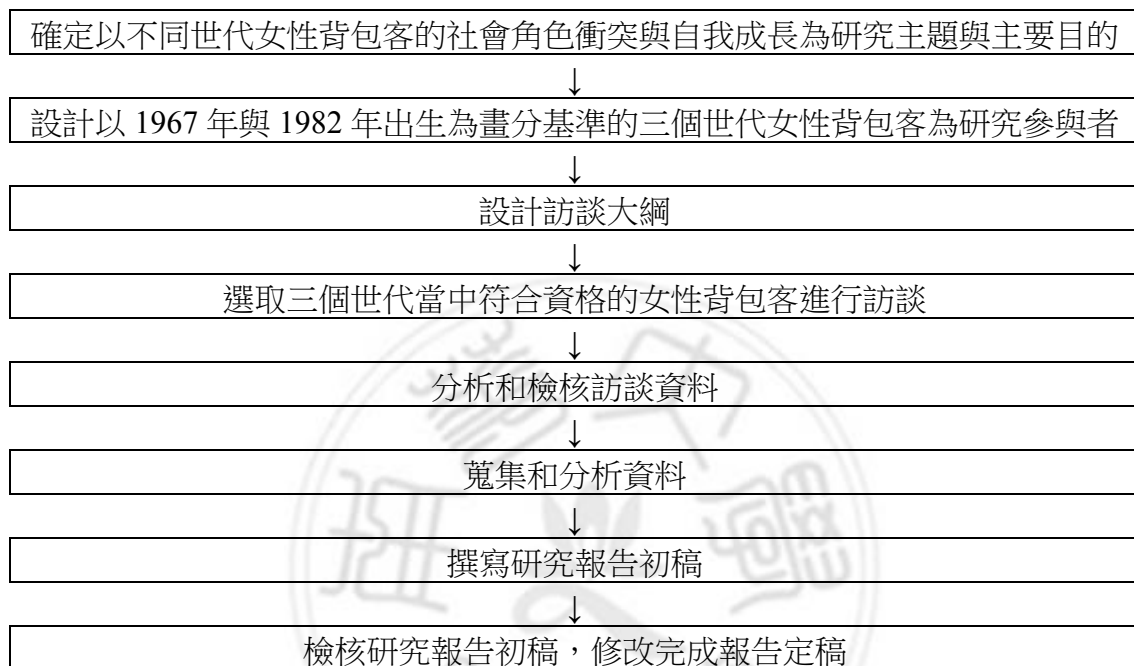 確定以不同世代女性背包客的社會角色衝突與自我成長為研究主題與主要目的
↓
設計以 1967 年與 1982 年出生為畫分基準的三個世代女性背包客為研究參與者
↓
設計訪談大綱
↓
選取三個世代當中符合資格的女性背包客進行訪談
↓
分析和檢核訪談資料
↓
蒐集和分析資料
↓
撰寫研究報告初稿
↓
檢核研究報告初稿，修改完成報告定稿